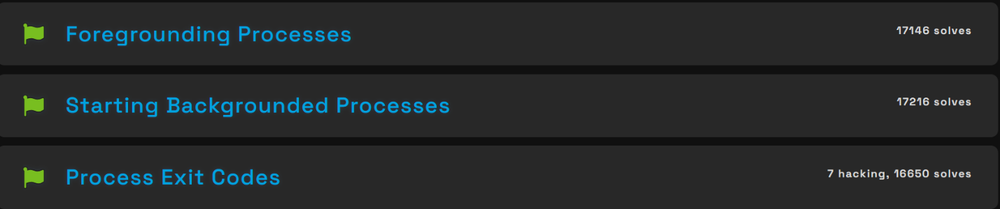 Foregrounding Processes
17146 solves
Starting Backgrounded Processes
17216 solves
Process Exit Codes
7 hacking, 16650 solves